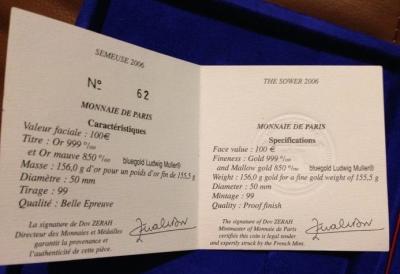 SEMEUSE 2006
Nº 62
MONNAIE DE PARIS
Caractéristiques
Valeur faciale : 100€
Titre : Or 999 º/ºº
et Or mauve 850 º/ºº bluegold Ludwig Muller®
Masse : 156,0 g d'or pour un poids d'or fin de 155,5 g
Diamètre : 50 mm
Tirage : 99
Qualité : Belle Epreuve
La signature de Dov ZERAH
Directeur des Monnaies et Médailles
garantit la provenance et
l'authenticité de cette pièce.
THE SOWER 2006
MONNAIE DE PARIS
Specifications
Face value : 100 €
Fineness : Gold 999 º/ºº
and Mallow gold 850 º/ºº bluegold Ludwig Muller®
Weight : 156,0 g gold for a fine gold weight of 155,5 g
Diameter : 50 mm
Mintage : 99
Quality : Proof finish
The signature of Dov ZERAH
Mintmaster of Monnaie de Paris
certifies this coin is legal tender
and expertly struck by the French Mint.